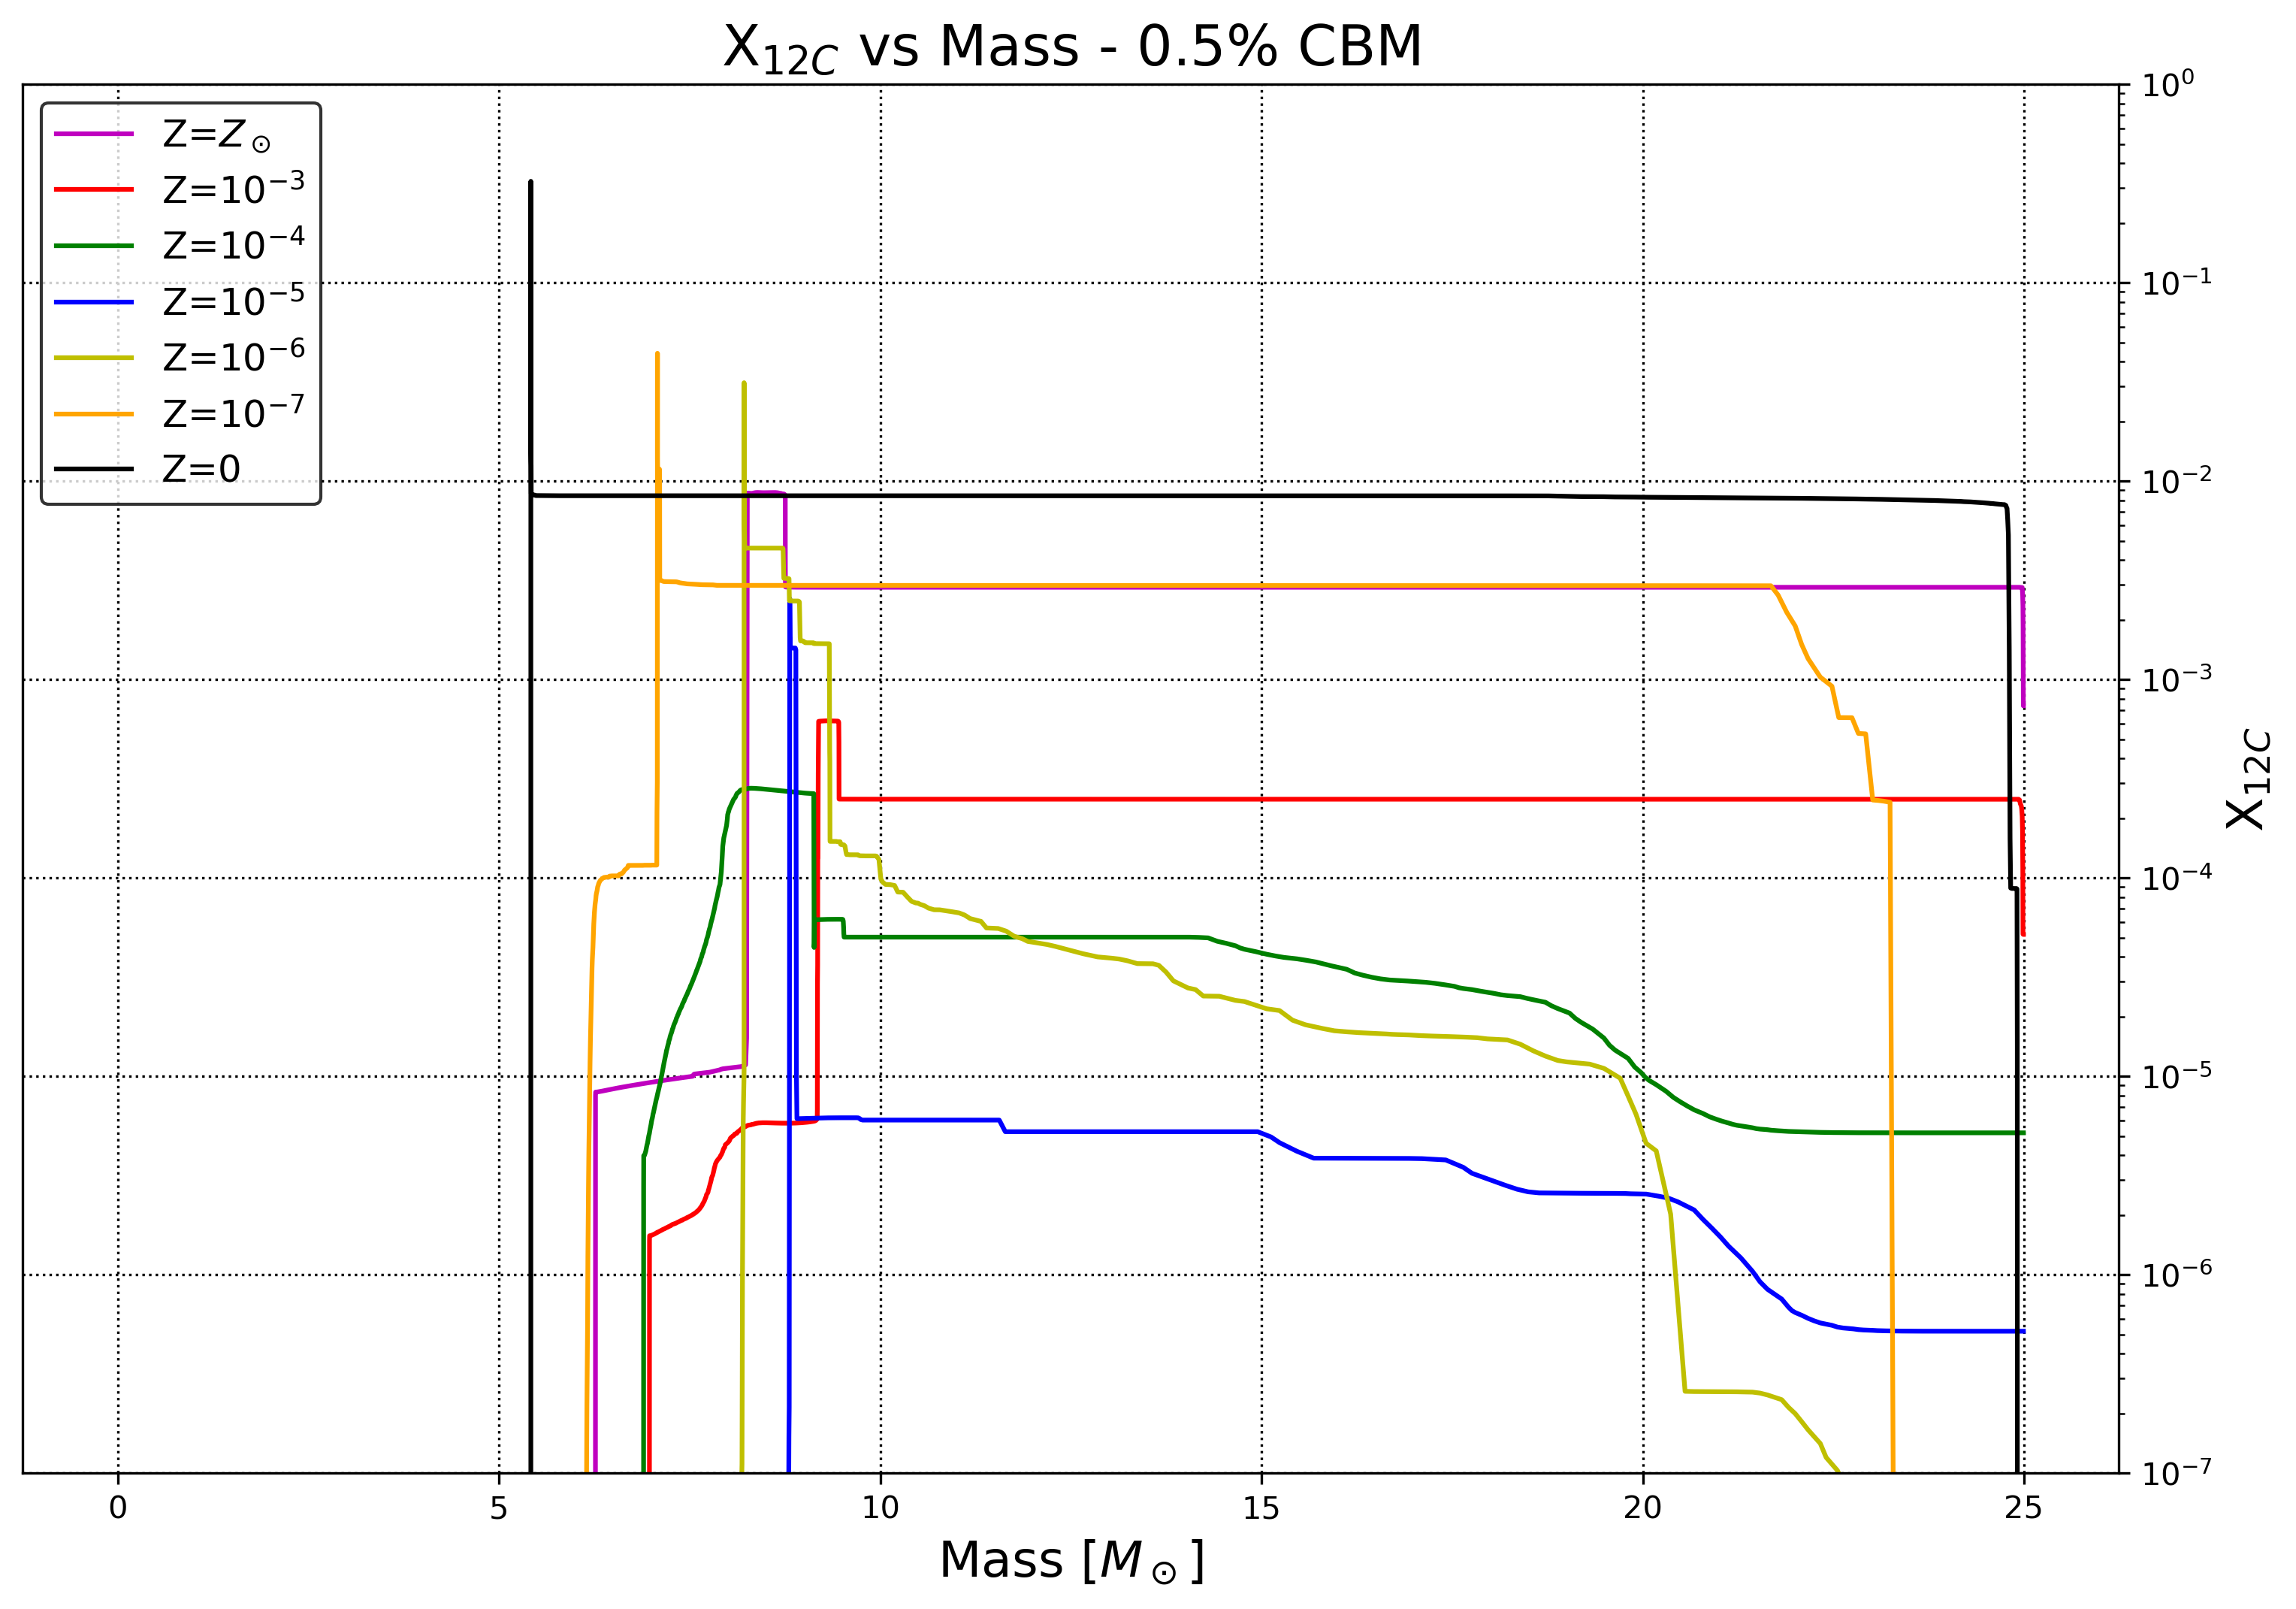 X₁₂C vs Mass - 0.5% CBM
Z=Z⊙
Z=10⁻³
Z=10⁻⁴
Z=10⁻⁵
Z=10⁻⁶
Z=10⁻⁷
Z=0
10⁰
10⁻¹
10⁻²
10⁻³
10⁻⁴
10⁻⁵
10⁻⁶
10⁻⁷
X₁₂C
0 5 10 15 20 25
Mass [M⊙]